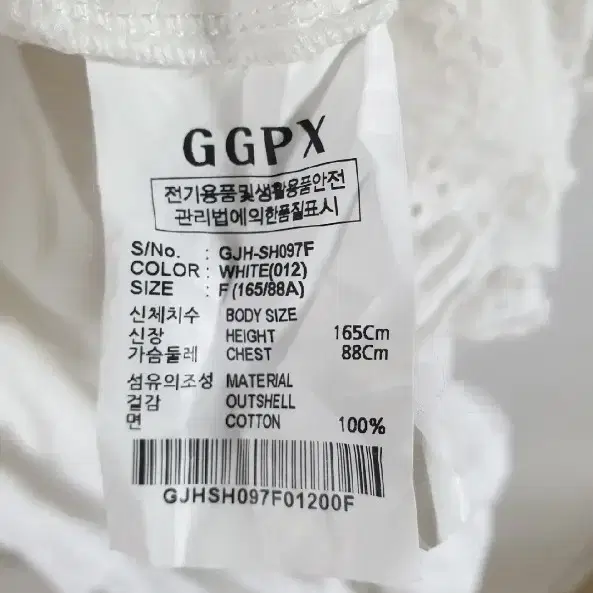 GGPX
전기용품및생활용품안전
관리법에의한품질표시
S/No. : GJH-SH097F
COLOR : WHITE(012)
SIZE : F (165/88A)
신체치수 BODY SIZE
신장 HEIGHT 165Cm
가슴둘레 CHEST 88Cm
섬유의조성 MATERIAL
겉감 OUTSHELL
면 COTTON 100%
GJHSH097F01200F